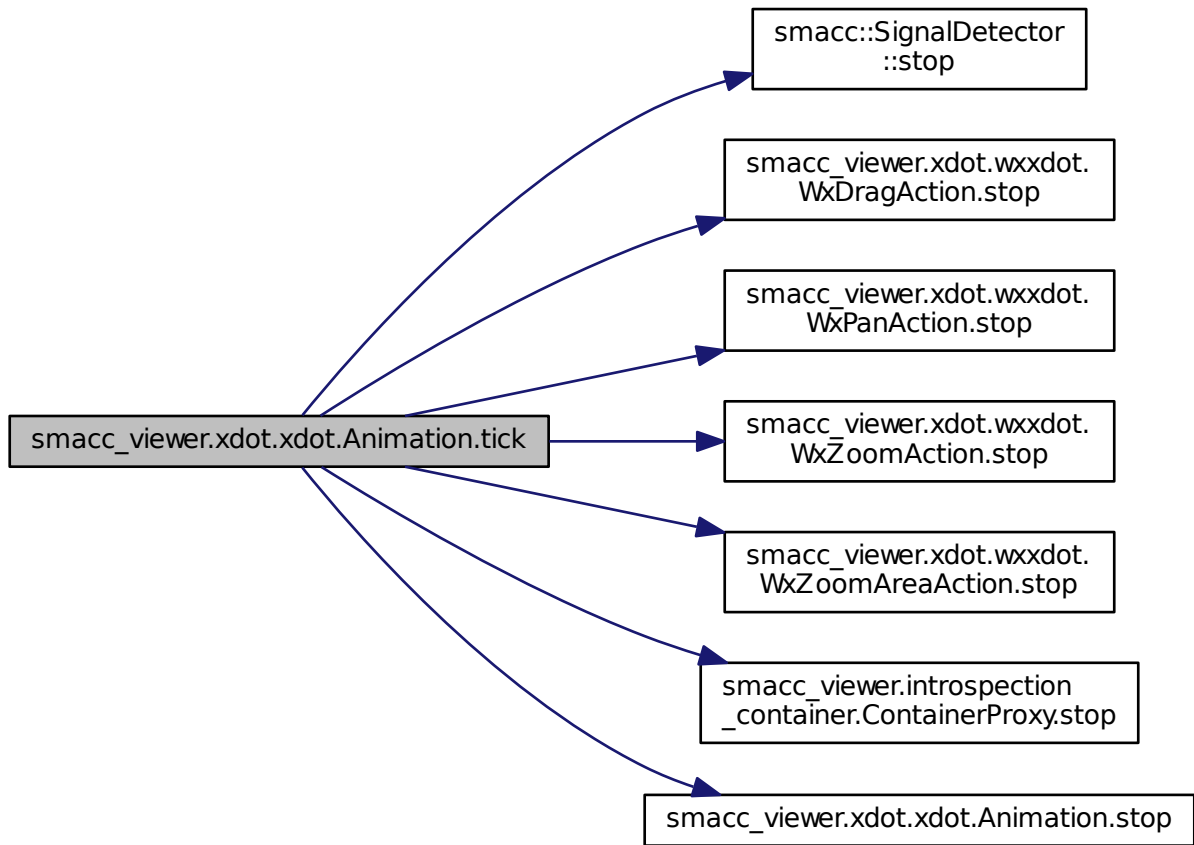 smacc::SignalDetector
::stop
smacc_viewer.xdot.wxxdot.
WxDragAction.stop
smacc_viewer.xdot.wxxdot.
WxPanAction.stop
smacc_viewer.xdot.xdot.Animation.tick
smacc_viewer.xdot.wxxdot.
WxZoomAction.stop
smacc_viewer.xdot.wxxdot.
WxZoomAreaAction.stop
smacc_viewer.introspection
_container.ContainerProxy.stop
smacc_viewer.xdot.xdot.Animation.stop